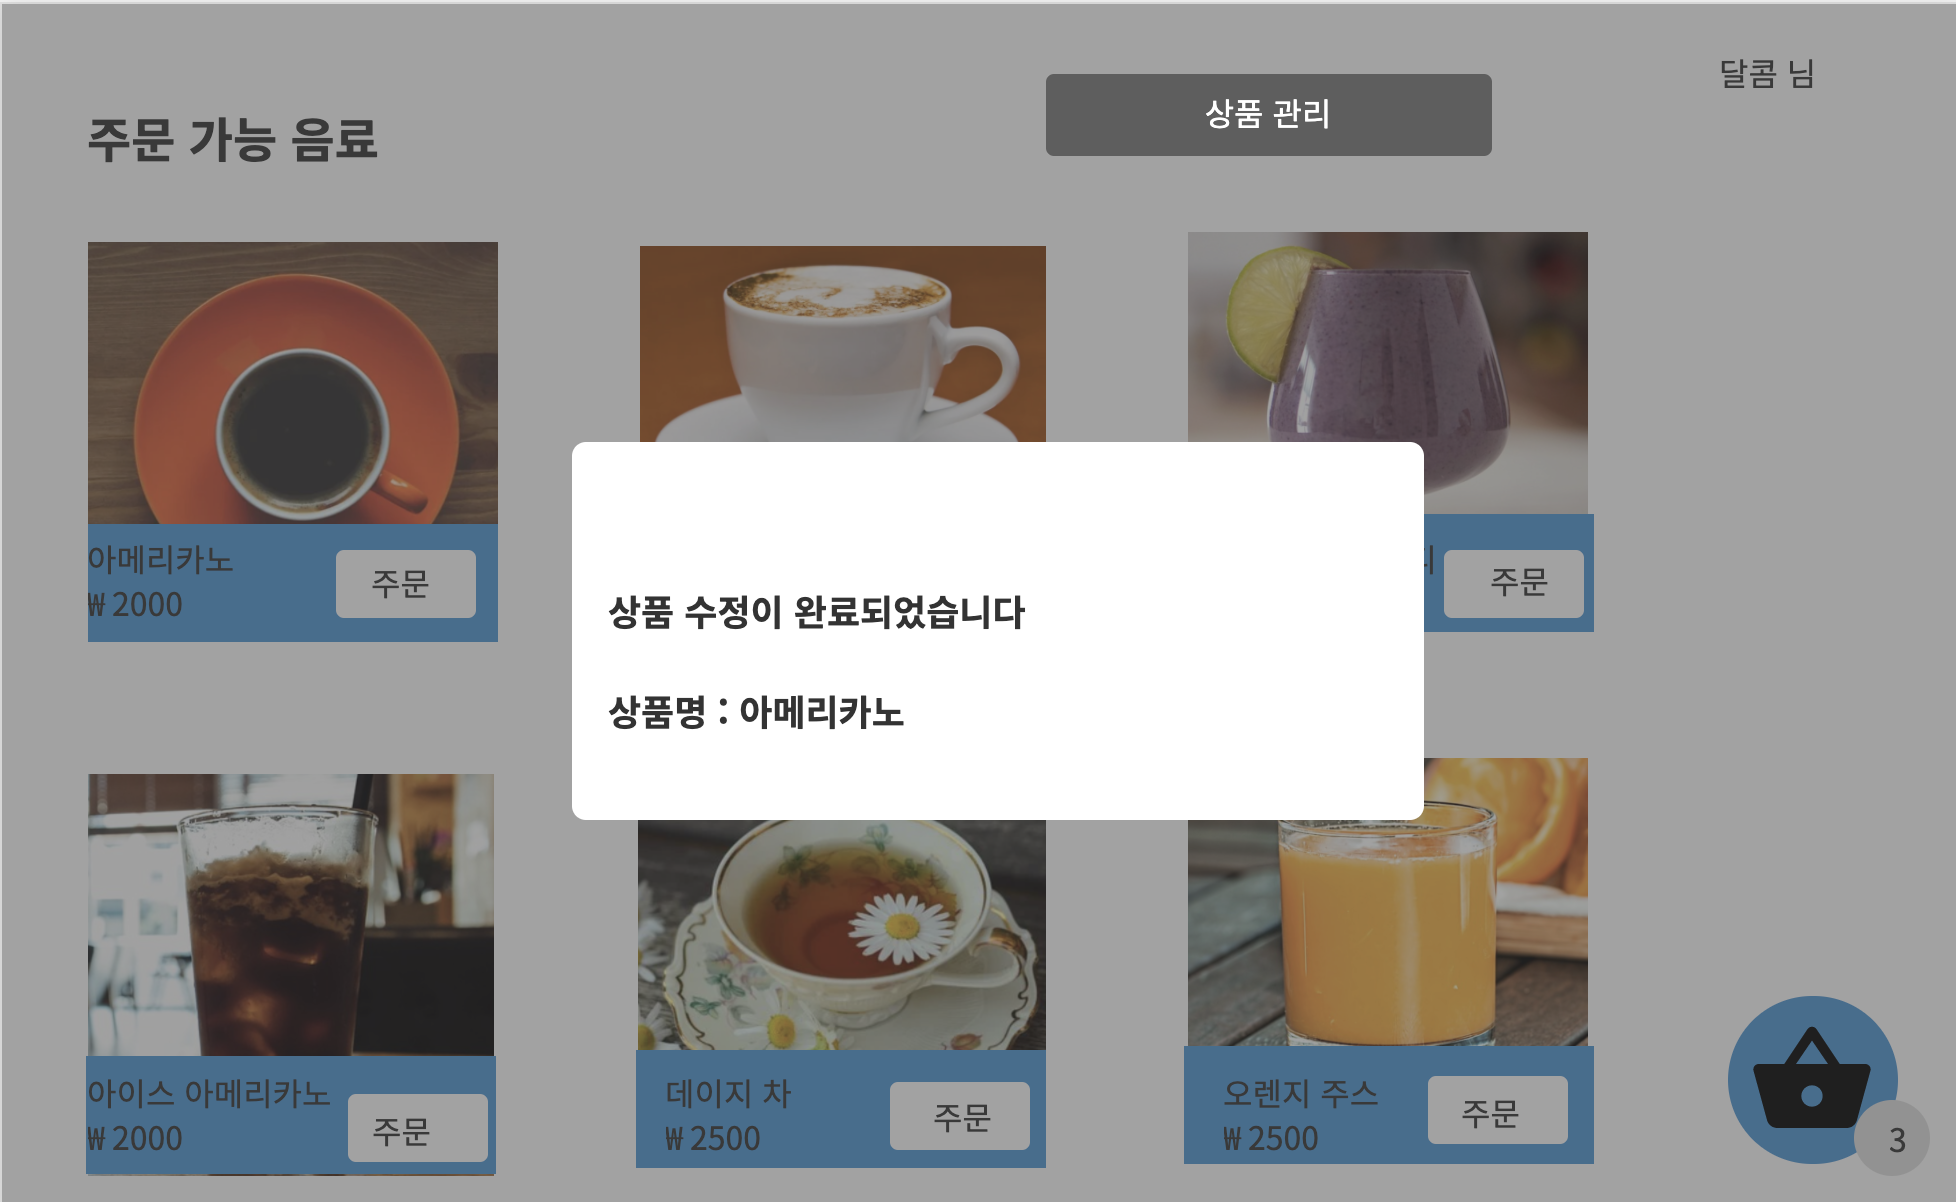 달콤 님
상품 관리
주문 가능 음료
아메리카노
₩ 2000
주문
주문
상품 수정이 완료되었습니다
상품명 : 아메리카노
아이스 아메리카노
₩ 2000
주문
데이지 차
₩ 2500
주문
오렌지 주스
₩ 2500
주문
3